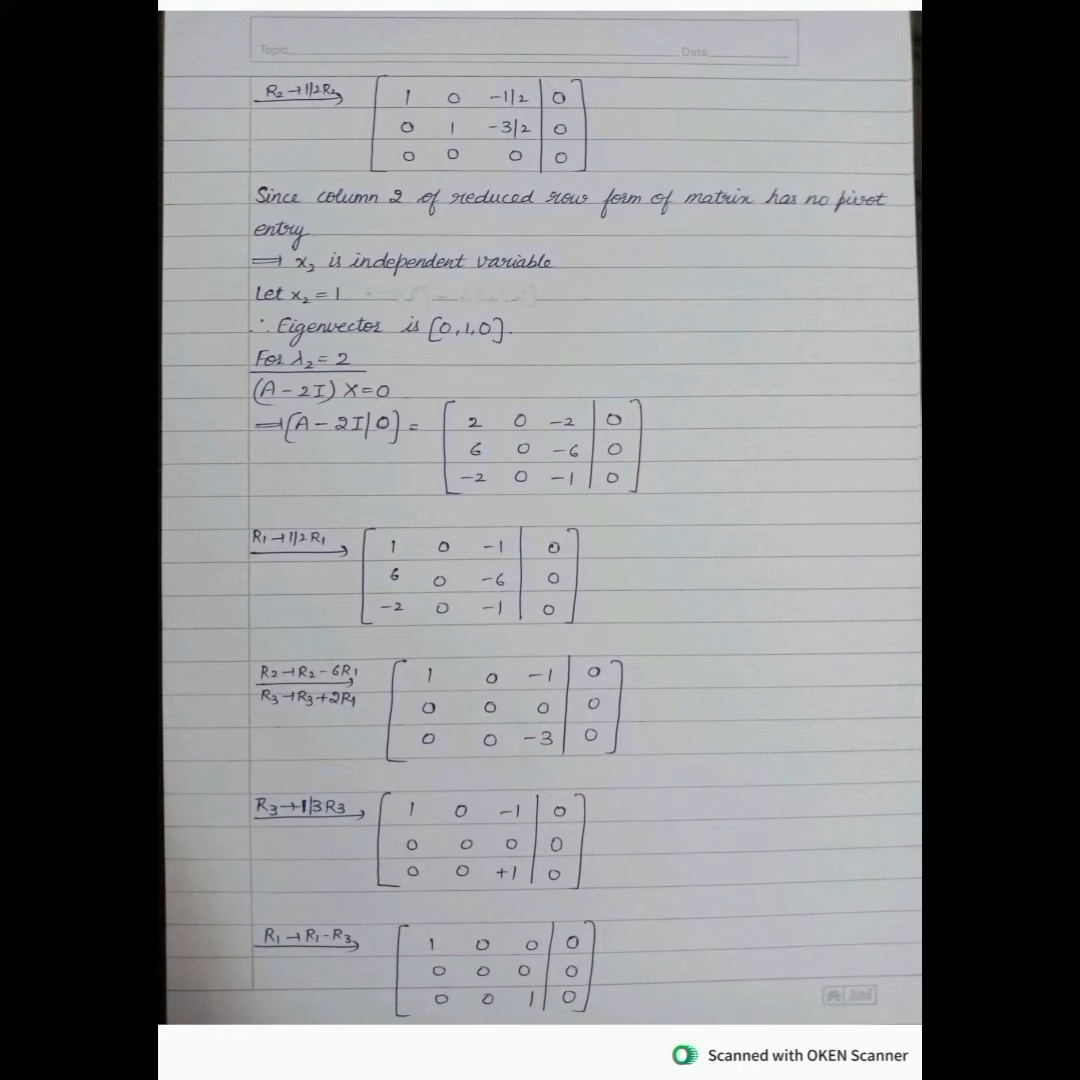 Topic Date
R₂→1/2R₂ [ 1 0 -1/2 | 0 ]
[ 0 1 -3/2 | 0 ]
[ 0 0 0 | 0 ]
Since column 2 of reduced row form of matrix has no pivot
entry
⟹ x₂ is independent variable
Let x₂ = 1
∴ Eigenvector is [0,1,0].
For λ₂ = 2
(A - 2I) X = 0
⟹ [A - 2I|0] = [ 2 0 -2 | 0 ]
[ 6 0 -6 | 0 ]
[ -2 0 -1 | 0 ]
R₁→1/2R₁ [ 1 0 -1 | 0 ]
[ 6 0 -6 | 0 ]
[ -2 0 -1 | 0 ]
R₂→R₂-6R₁ [ 1 0 -1 | 0 ]
R₃→R₃+2R₁ [ 0 0 0 | 0 ]
[ 0 0 -3 | 0 ]
R₃→1/3R₃ [ 1 0 -1 | 0 ]
[ 0 0 0 | 0 ]
[ 0 0 +1 | 0 ]
R₁→R₁-R₃ [ 1 0 0 | 0 ]
[ 0 0 0 | 0 ]
[ 0 0 1 | 0 ]
Scanned with OKEN Scanner